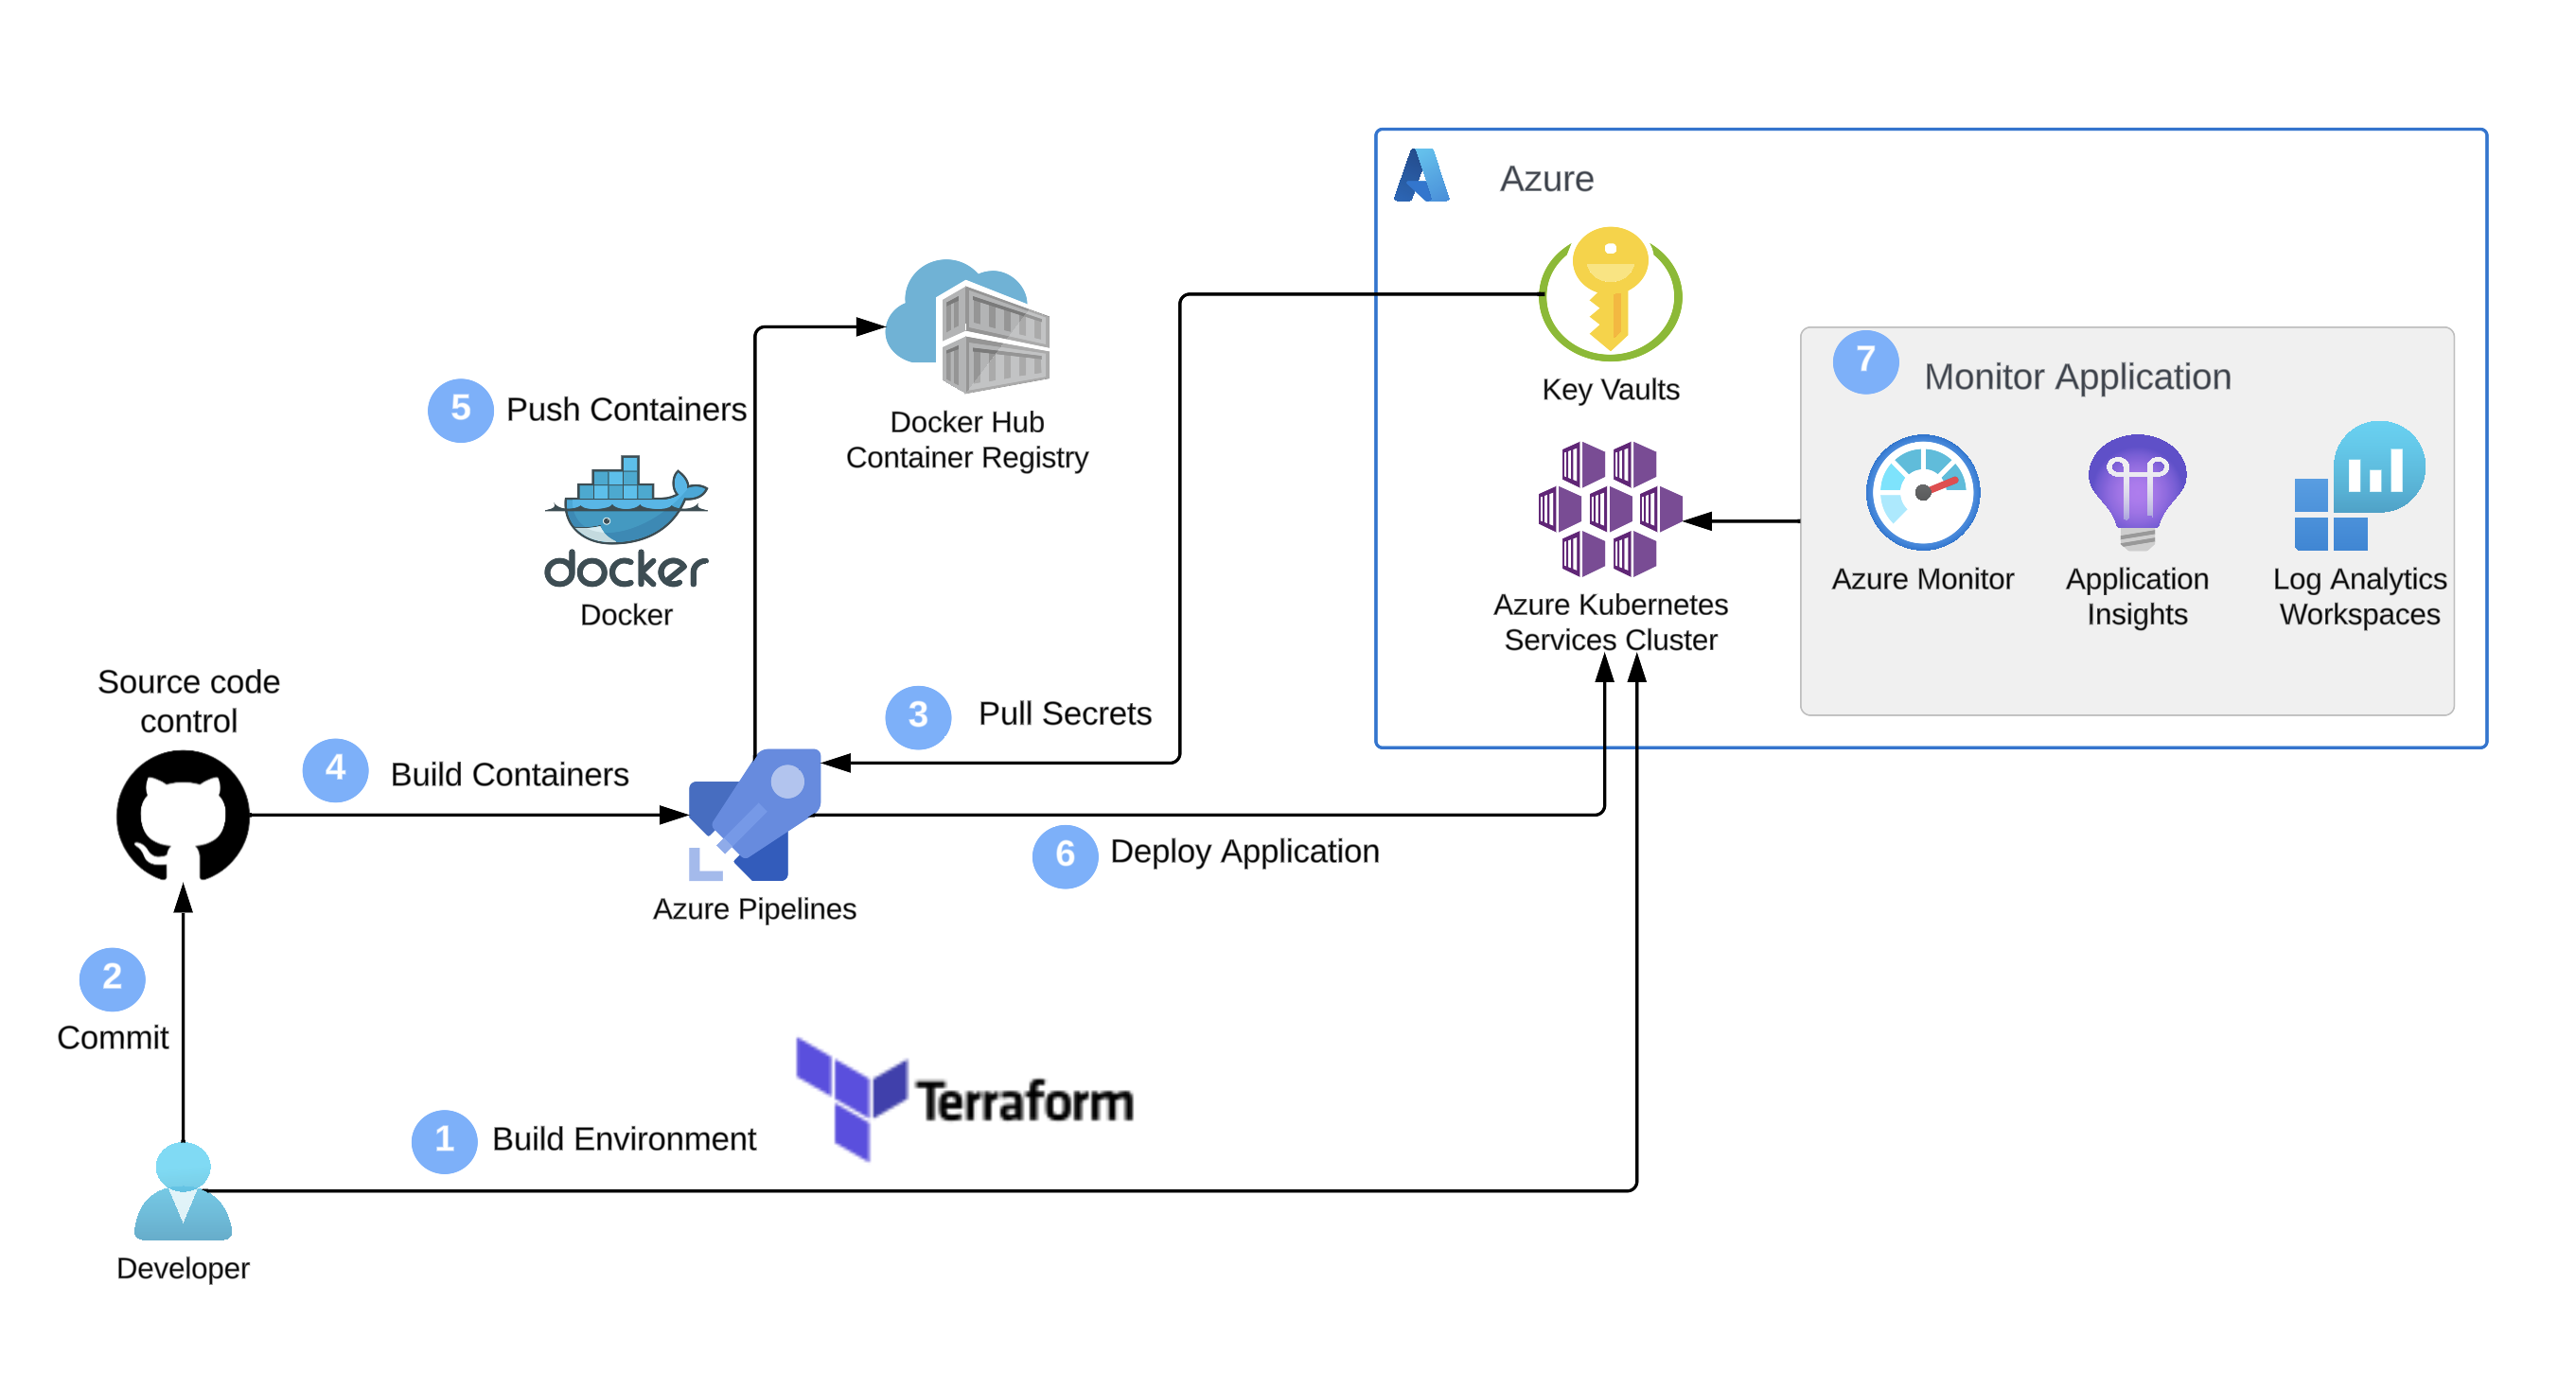 Azure
Key Vaults
7
Monitor Application
Azure Monitor
Application
Insights
Log Analytics
Workspaces
Azure Kubernetes
Services Cluster
Docker Hub
Container Registry
5
Push Containers
docker
Docker
3
Pull Secrets
Source code
control
4
Build Containers
Azure Pipelines
6
Deploy Application
2
Commit
1
Build Environment
Terraform
Developer